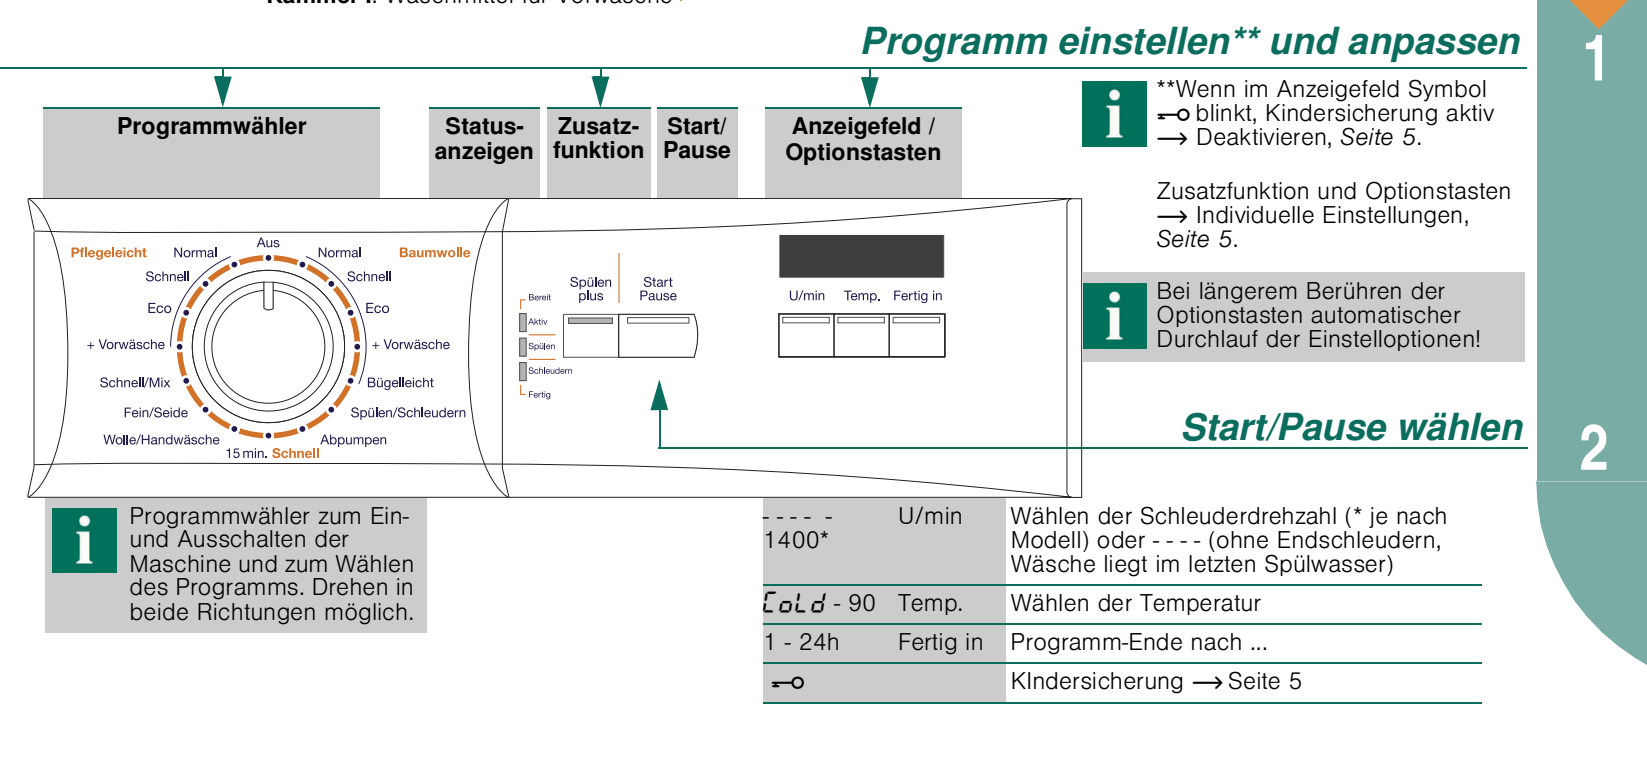 Kammer I: Waschmittel für Vorwäsche
Programm einstellen** und anpassen
1
Programmwähler
Status-
anzeigen
Zusatz-
funktion
Start/
Pause
Anzeigefeld /
Optionstasten
**Wenn im Anzeigefeld Symbol
blinkt, Kindersicherung aktiv
→ Deaktivieren, Seite 5.
Zusatzfunktion und Optionstasten
→ Individuelle Einstellungen,
Seite 5.
Bei längerem Berühren der
Optionstasten automatischer
Durchlauf der Einstelloptionen!
Aus
Pflegeleicht
Normal
Schnell
Eco
+ Vorwäsche
Schnell/Mix
Fein/Seide
Wolle/Handwäsche
15 min. Schnell
Normal
Baumwolle
Schnell
Eco
+ Vorwäsche
Bügelleicht
Spülen/Schleudern
Abpumpen
Bereit
Aktiv
Spülen
Schleudern
Fertig
Spülen
plus
Start
Pause
U/min
Temp.
Fertig in
Start/Pause wählen
2
Programmwähler zum Ein-
und Ausschalten der
Maschine und zum Wählen
des Programms. Drehen in
beide Richtungen möglich.
- - - - -
1400*
U/min
Wählen der Schleuderdrehzahl (* je nach
Modell) oder - - - - (ohne Endschleudern,
Wäsche liegt im letzten Spülwasser)
Cold - 90 Temp. Wählen der Temperatur
1 - 24h Fertig in Programm-Ende nach ...
KIndersicherung → Seite 5